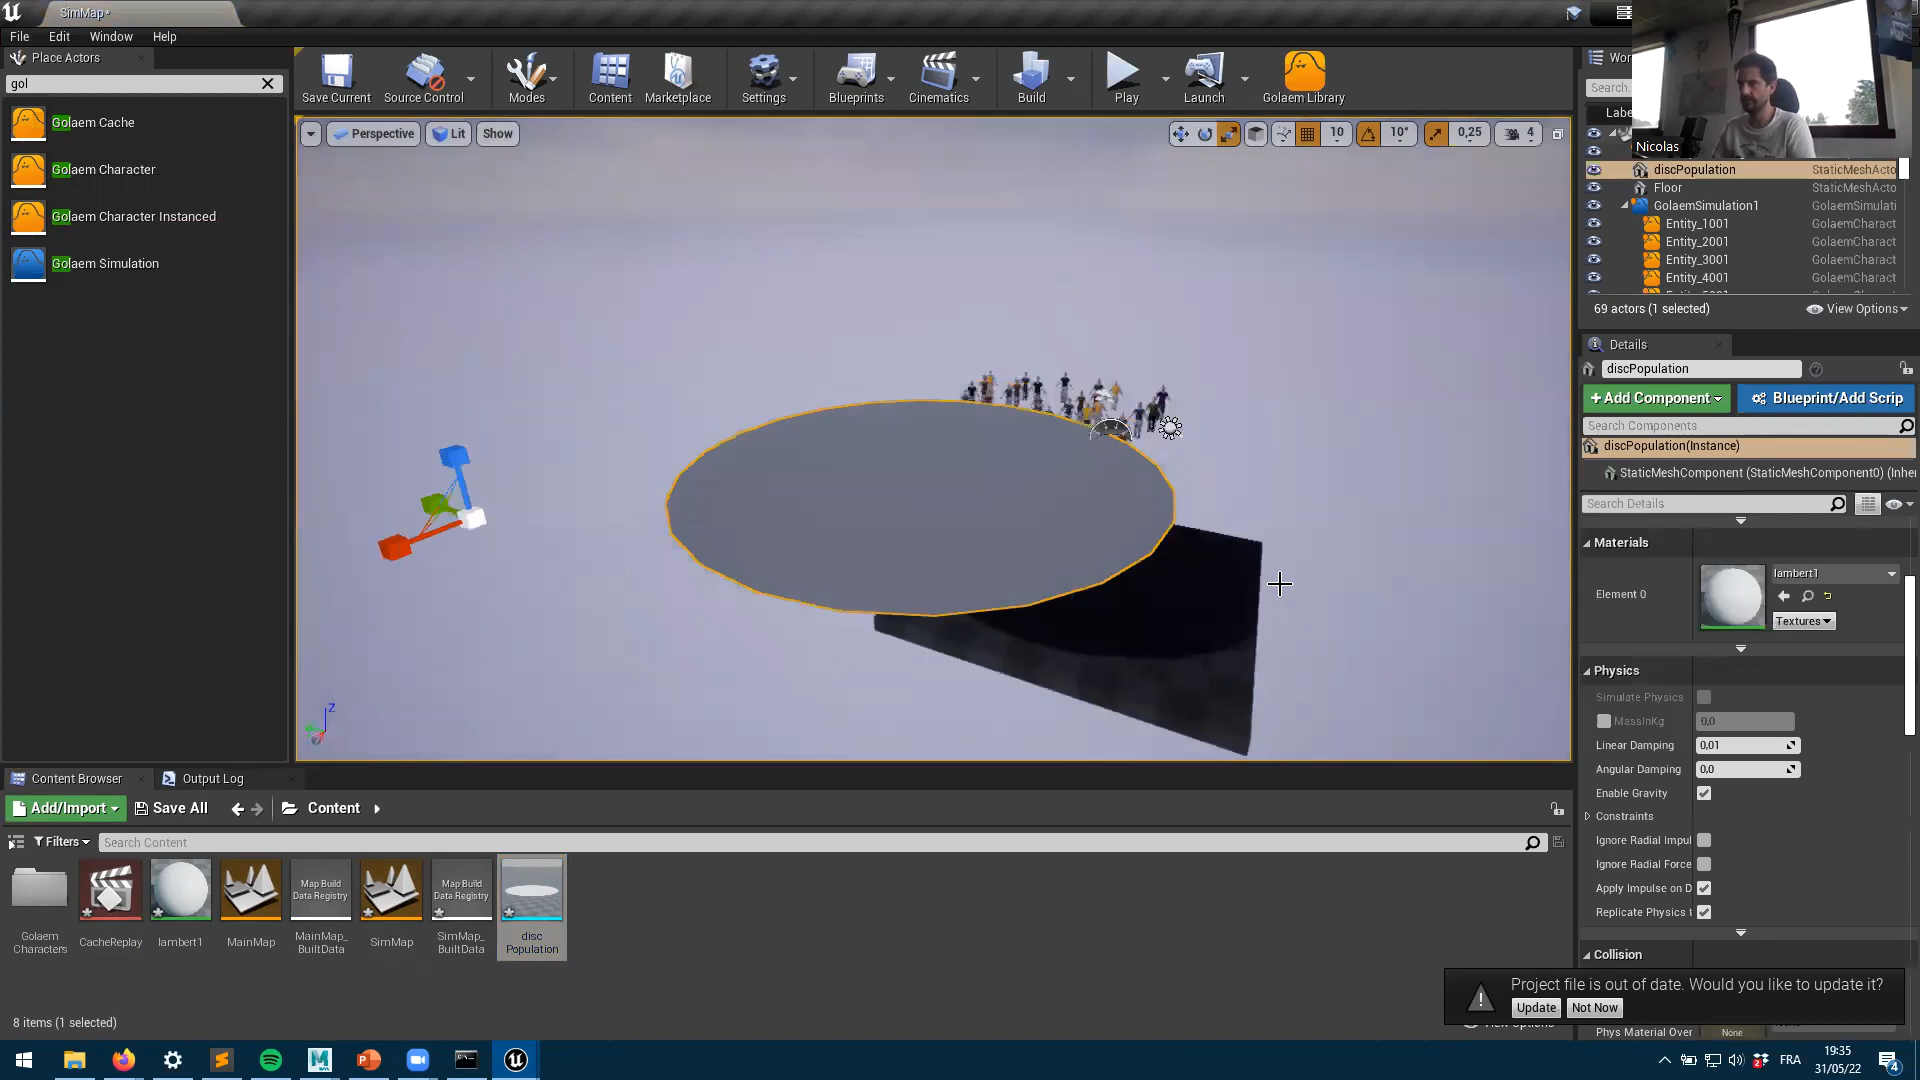 SimMap*
File Edit Window Help
Place Actors
gol
Golaem Cache
Golaem Character
Golaem Character Instanced
Golaem Simulation
Save Current Source Control Modes Content Marketplace Settings Blueprints Cinematics Build Play Launch Golaem Library
Perspective Lit Show
10 10° 0,25 4
Z
Nicolas
Search
discPopulation StaticMeshActo
Floor StaticMeshActo
GolaemSimulation1 GolaemSimulati
Entity_1001 GolaemCharact
Entity_2001 GolaemCharact
Entity_3001 GolaemCharact
Entity_4001 GolaemCharact
69 actors (1 selected) View Options
Details
discPopulation
+Add Component Blueprint/Add Scrip
Search Components
discPopulation(Instance)
StaticMeshComponent (StaticMeshComponent0) (Inher
Search Details
Materials
Element 0
lambert1
Textures
Physics
Simulate Physics
MassInKg 0,0
Linear Damping 0,01
Angular Damping 0,0
Enable Gravity
Constraints
Ignore Radial Impul
Ignore Radial Force
Apply Impulse on D
Replicate Physics t
Collision
Project file is out of date. Would you like to update it?
Update Not Now
Phys Material Over None
Content Browser Output Log
Add/Import Save All Content
Filters Search Content
Map Build Data Registry
Map Build Data Registry
Golaem Characters
CacheReplay
lambert1
MainMap
MainMap_BuiltData
SimMap
SimMap_BuiltData
disc Population
8 items (1 selected)
FRA
19:35
31/05/22
4